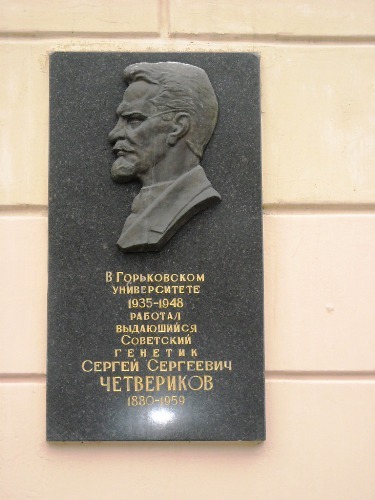 В Горьковском
университете
1935-1948
работал
выдающийся
Советский
генетик
Сергей Сергеевич
ЧЕТВЕРИКОВ
1880-1959